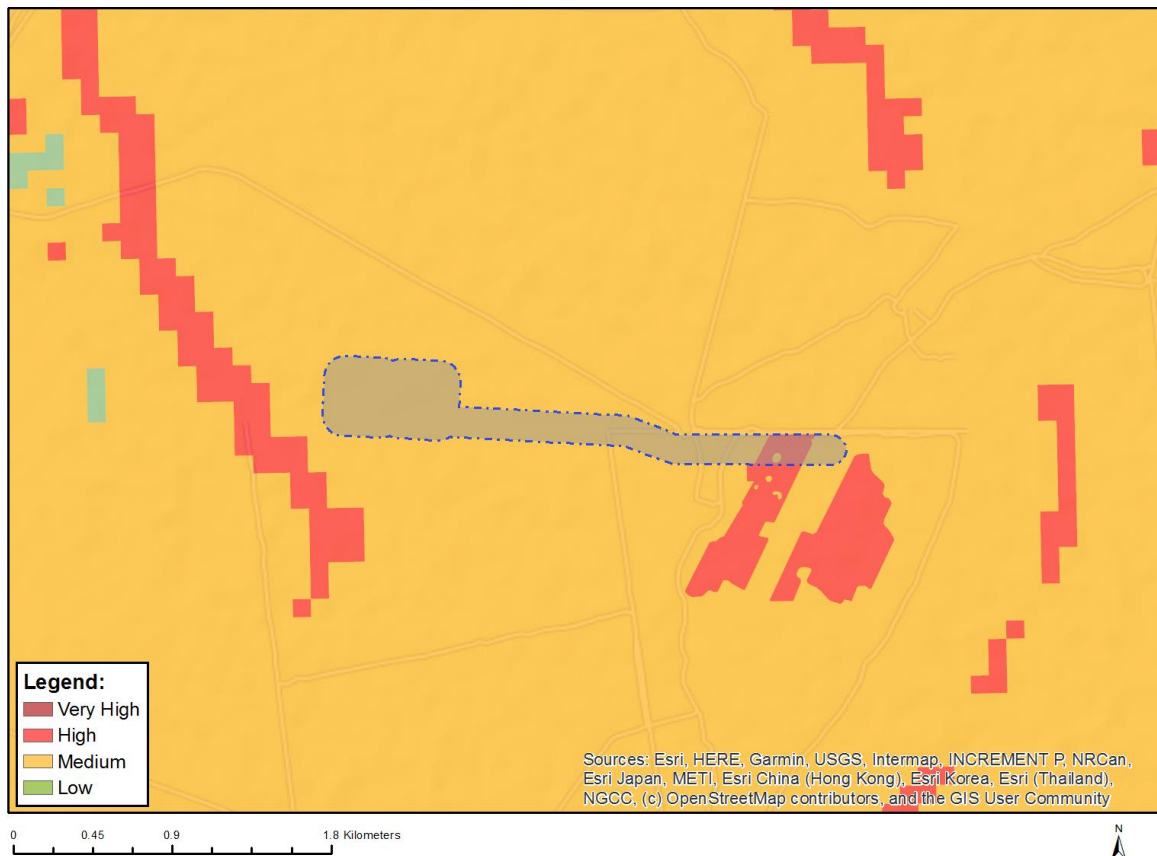 Legend:
Very High
High
Medium
Low
Sources: Esri, HERE, Garmin, USGS, Intermap, INCREMENT P, NRCan,
Esri Japan, METI, Esri China (Hong Kong), Esri Korea, Esri (Thailand),
NGCC, (c) OpenStreetMap contributors, and the GIS User Community
0 0.45 0.9 1.8 Kilometers
N